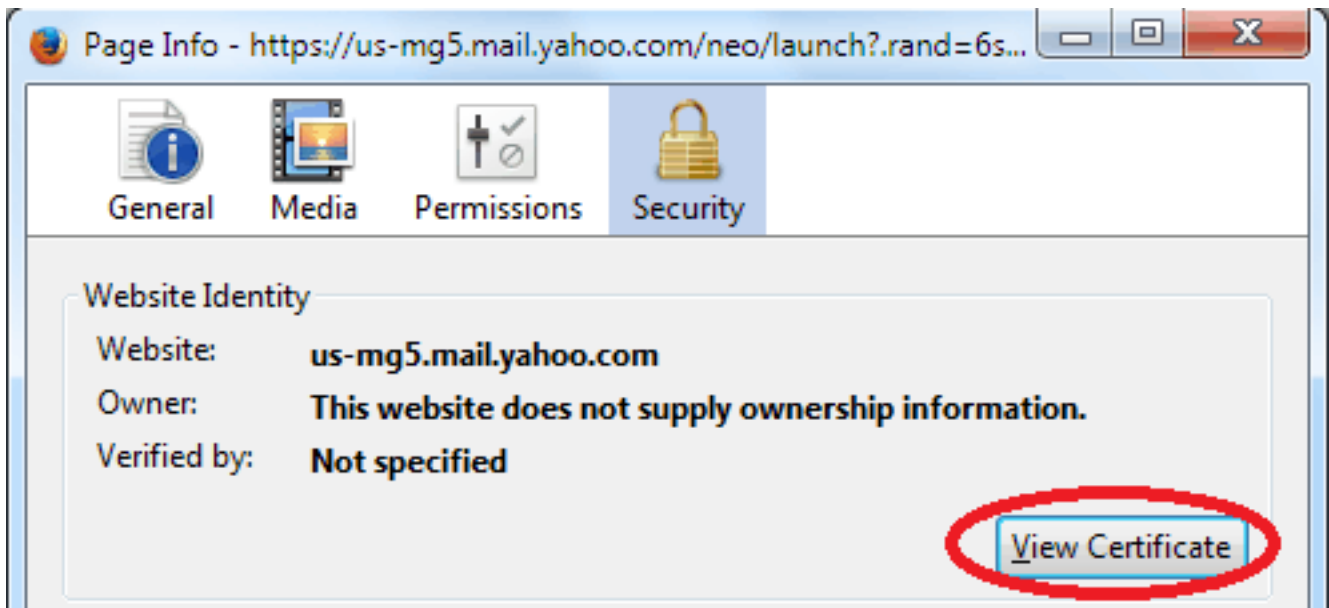 Page Info - https://us-mg5.mail.yahoo.com/neo/launch?.rand=6s...
General Media Permissions Security
Website Identity
Website: us-mg5.mail.yahoo.com
Owner: This website does not supply ownership information.
Verified by: Not specified
View Certificate